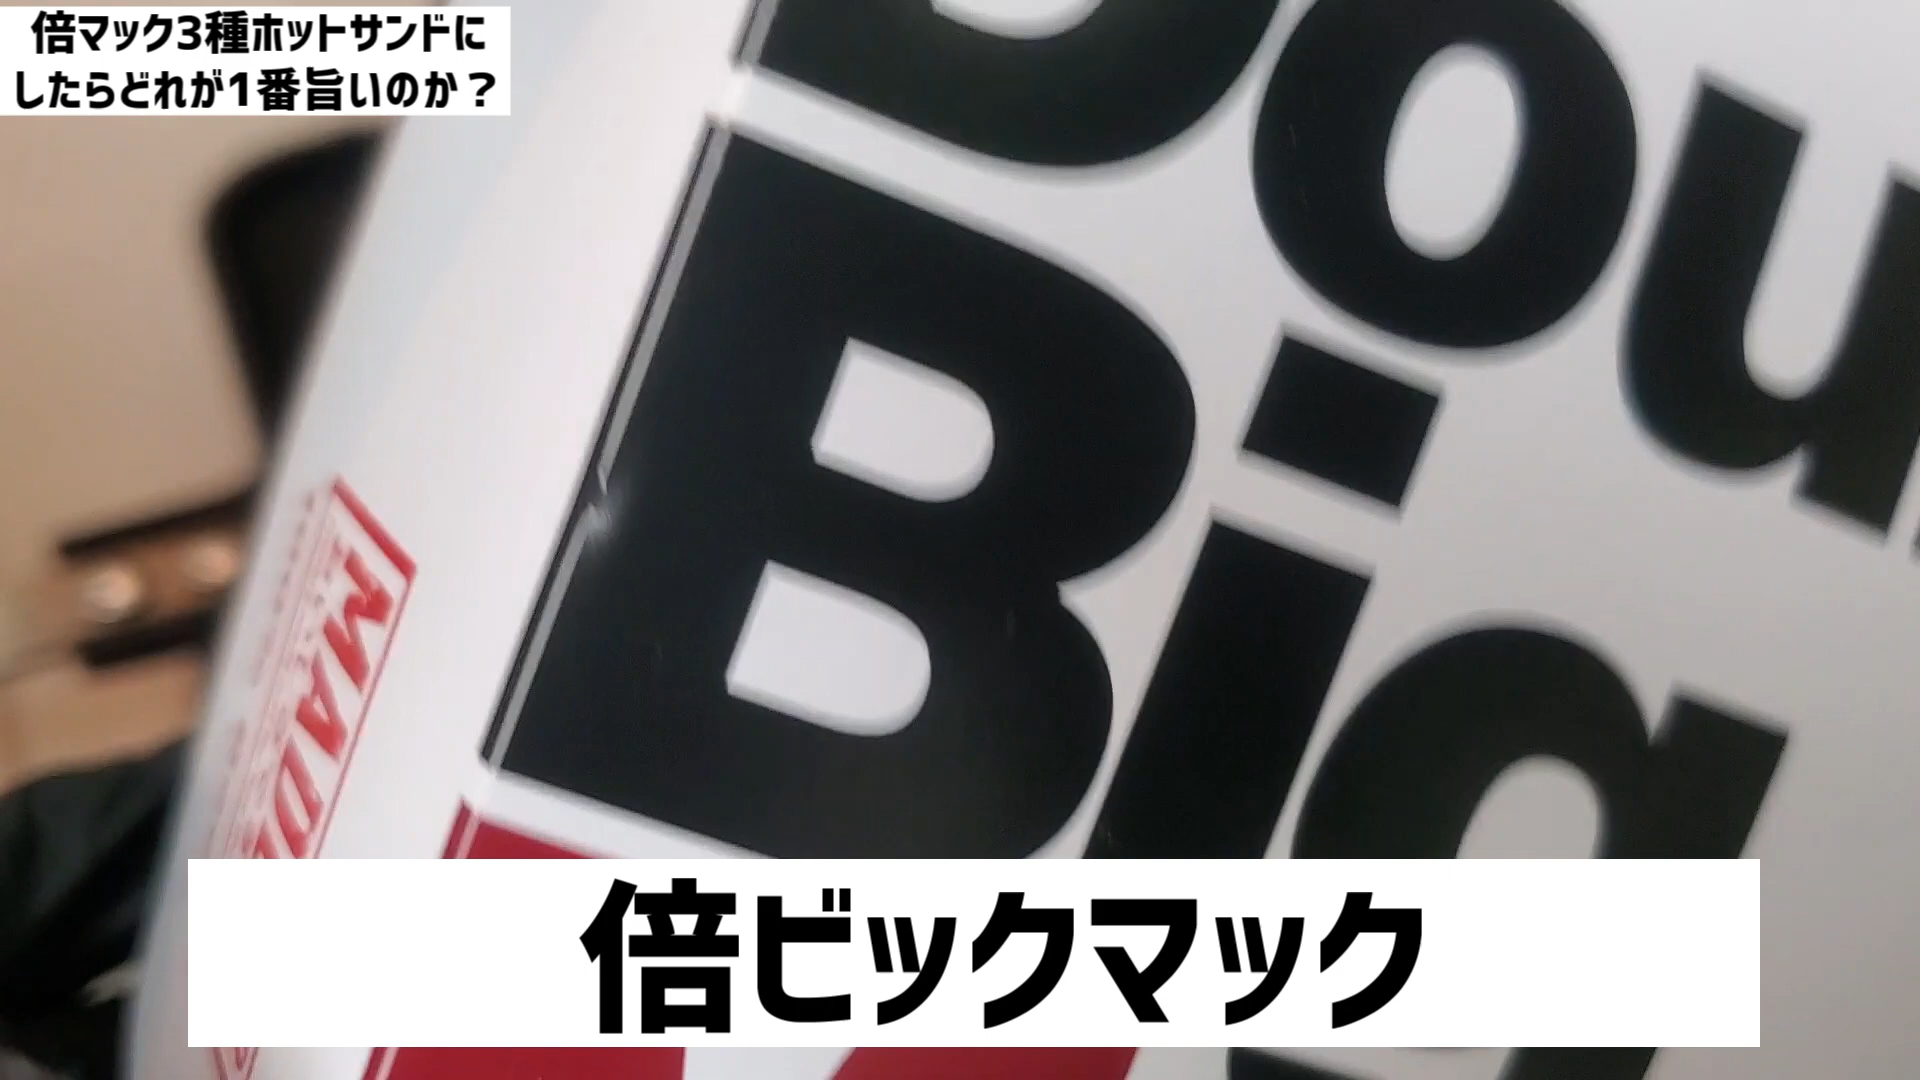 倍マック3種ホットサンドに
したらどれが1番旨いのか？
Big
倍ビックマック